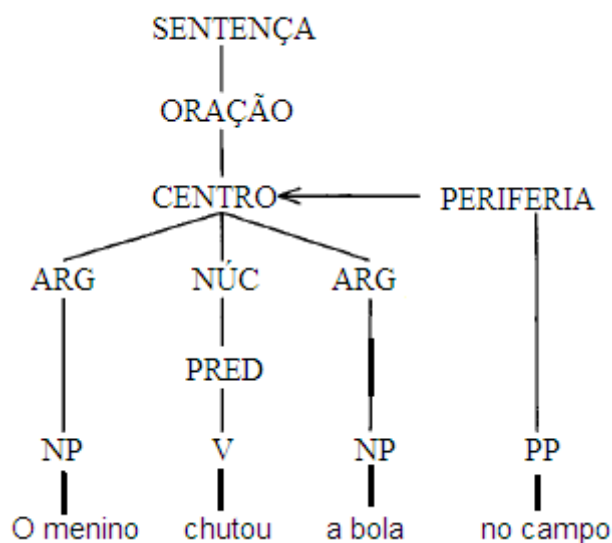 SENTENÇA
ORAÇÃO
CENTRO PERIFERIA
ARG NÚC ARG
PRED
NP V NP PP
O menino chutou a bola no campo